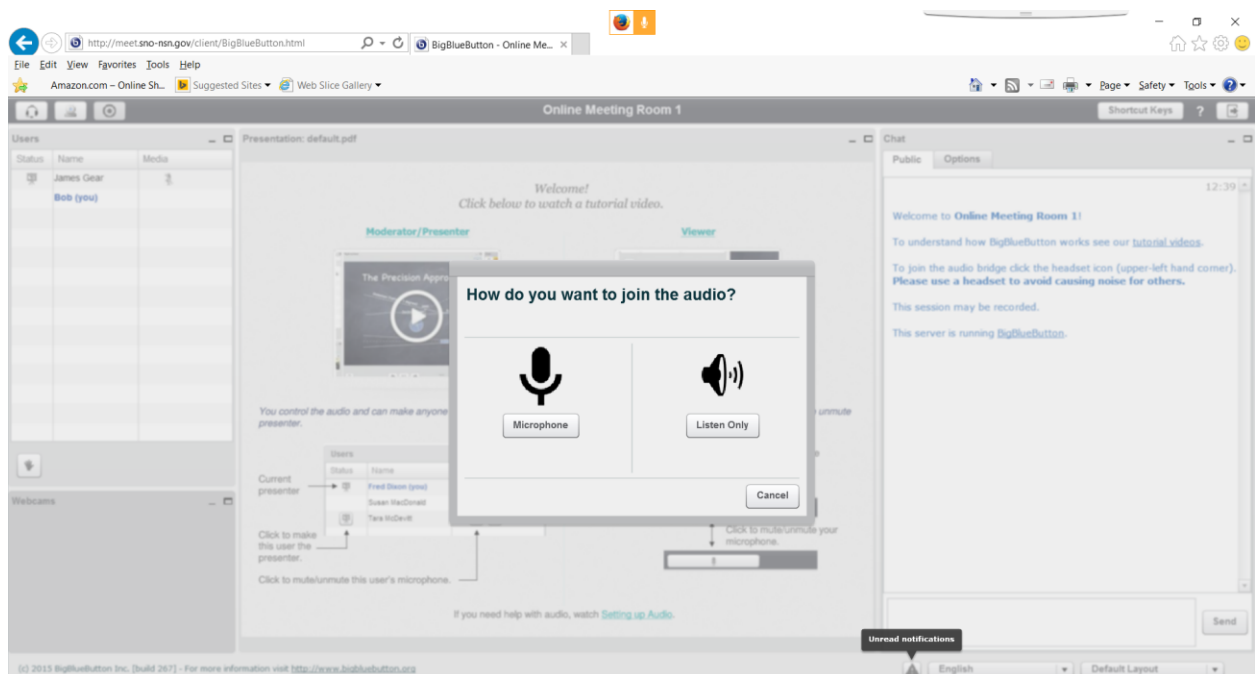 http://meet.sno-nsn.gov/client/BigBlueButton.html
BigBlueButton - Online Me...
File Edit View Favorites Tools Help
Amazon.com – Online Sh... Suggested Sites Web Slice Gallery
Page Safety Tools
Online Meeting Room 1
Shortcut Keys ?
Users
Status Name Media
James Gear
Bob (you)
Webcams
Presentation: default.pdf
Welcome!
Click below to watch a tutorial video.
Moderator/Presenter
Viewer
The Precision Appro
You control the audio and can make anyone
presenter.
unmute
Users
Status Name
Current
presenter
Fred Dixon (you)
Susan MacDonald
Tara McDevitt
Click to make
this user the
presenter.
Click to mute/unmute this user's microphone.
Click to mute/unmute your
microphone.
If you need help with audio, watch Setting up Audio.
How do you want to join the audio?
Microphone
Listen Only
Cancel
Chat
Public Options
12:39
Welcome to Online Meeting Room 1!
To understand how BigBlueButton works see our tutorial videos.
To join the audio bridge click the headset icon (upper-left hand corner).
Please use a headset to avoid causing noise for others.
This session may be recorded.
This server is running BigBlueButton.
Send
Unread notifications
(c) 2015 BigBlueButton Inc. [build 267] - For more information visit http://www.bigbluebutton.org
English
Default Layout